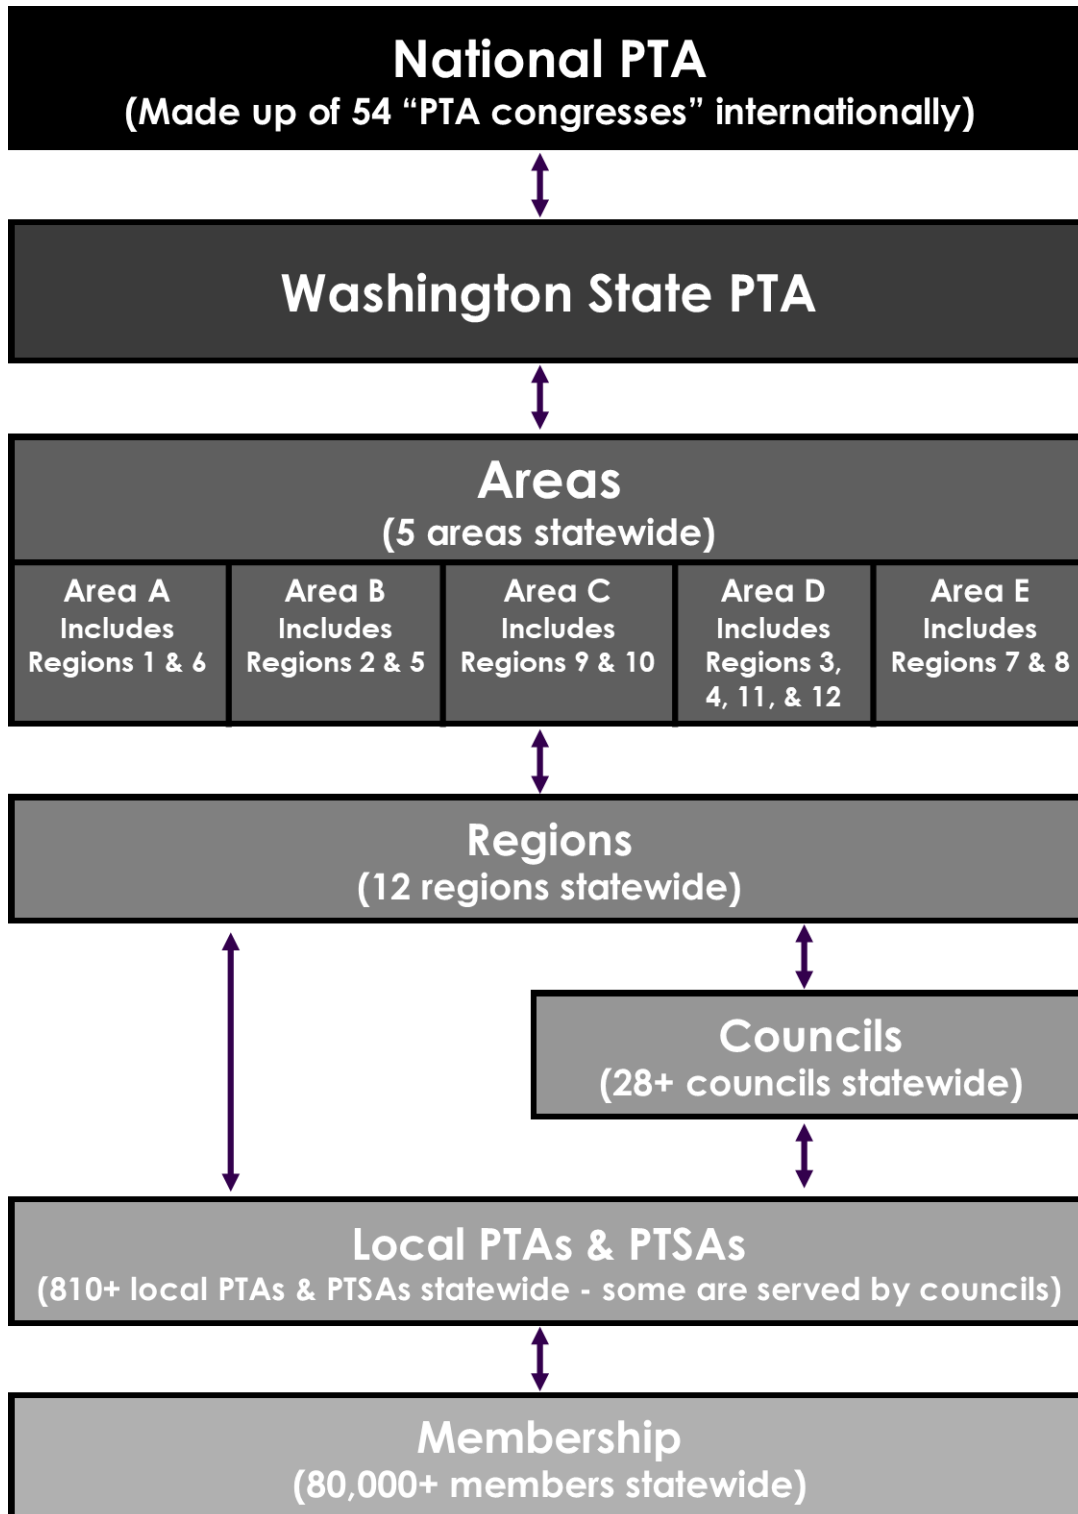 National PTA
(Made up of 54 “PTA congresses” internationally)
Washington State PTA
Areas
(5 areas statewide)
Area A
Includes
Regions 1 & 6
Area B
Includes
Regions 2 & 5
Area C
Includes
Regions 9 & 10
Area D
Includes
Regions 3,
4, 11, & 12
Area E
Includes
Regions 7 & 8
Regions
(12 regions statewide)
Councils
(28+ councils statewide)
Local PTAs & PTSAs
(810+ local PTAs & PTSAs statewide - some are served by councils)
Membership
(80,000+ members statewide)